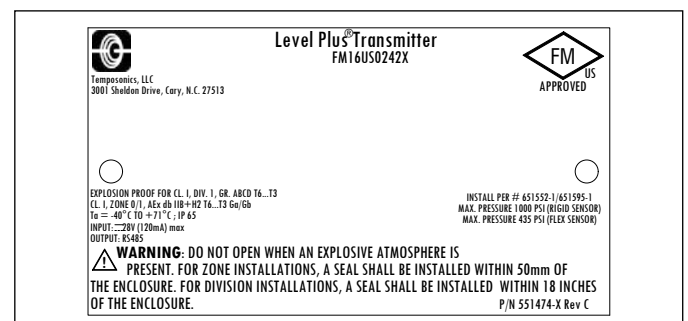 Level Plus® Transmitter
FM16US0242X
FM
US
APPROVED
Temposonics, LLC
3001 Sheldon Drive, Cary, N.C. 27513
EXPLOSION PROOF FOR CL. I, DIV. 1, GR. ABCD T6...T3
CL. I, ZONE 0/1, AEx db IIB+H2 T6...T3 Ga/Gb
Ta = -40°C TO +71°C ; IP 65
INPUT: ⎓28V (120mA) max
OUTPUT: RS485
INSTALL PER # 651552-1/651595-1
MAX. PRESSURE 1000 PSI (RIGID SENSOR)
MAX. PRESSURE 435 PSI (FLEX SENSOR)
WARNING: DO NOT OPEN WHEN AN EXPLOSIVE ATMOSPHERE IS
PRESENT. FOR ZONE INSTALLATIONS, A SEAL SHALL BE INSTALLED WITHIN 50mm OF
THE ENCLOSURE. FOR DIVISION INSTALLATIONS, A SEAL SHALL BE INSTALLED WITHIN 18 INCHES
OF THE ENCLOSURE.
P/N 551474-X Rev C